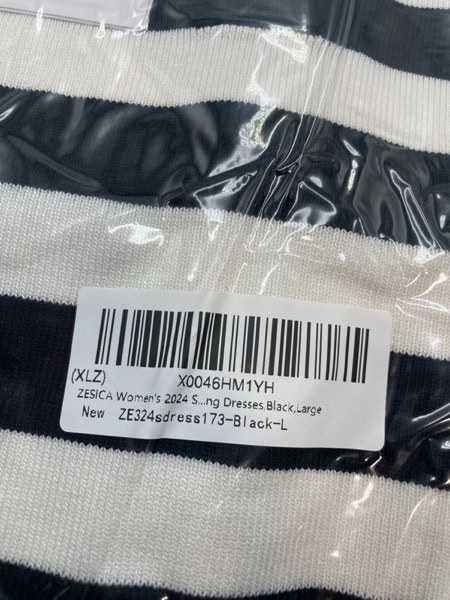 (XLZ) X0046HM1YH
ZESICA Women's 2024 S...ng Dresses,Black,Large
New ZE324sdress173-Black-L